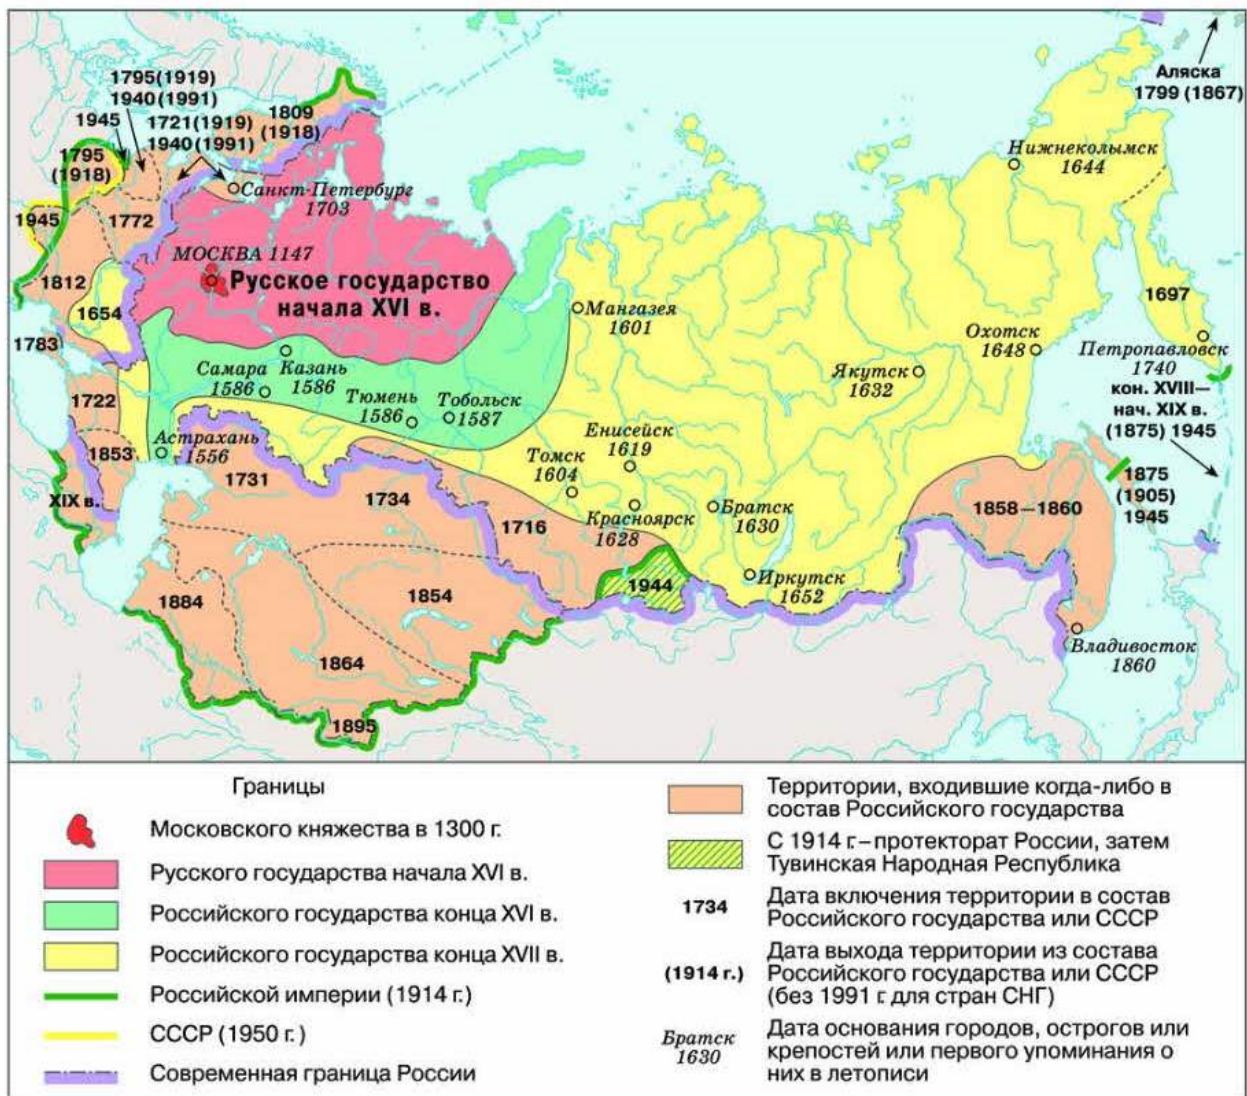 Аляска
1799 (1867)
1795(1919)
1940(1991)
1945
1721(1919)
1940(1991)
1809
(1918)
1795
(1918)
Нижнеколымск
1644
Санкт-Петербург
1703
1945
1772
МОСКВА 1147
Русское государство
начала XVI в.
1812
1654
1697
Мангазея
1601
Охотск
1648
1783
Петропавловск
1740
Самара
1586
Казань
1586
Якутск
1632
кон. XVIII—
нач. XIX в.
(1875) 1945
1722
Тюмень
1586
Тобольск
1587
Енисейск
1619
1853
Астрахань
1556
Томск
1604
1731
XIX в.
1734
1875
(1905)
1945
1716
Красноярск
1628
Братск
1630
1858—1860
1944
Иркутск
1652
1884
1854
1864
Владивосток
1860
1895
Границы
Московского княжества в 1300 г.
Русского государства начала XVI в.
Российского государства конца XVI в.
Российского государства конца XVII в.
Российской империи (1914 г.)
СССР (1950 г.)
Современная граница России
Территории, входившие когда-либо в
состав Российского государства
С 1914 г.–протекторат России, затем
Тувинская Народная Республика
1734
Дата включения территории в состав
Российского государства или СССР
(1914 г.)
Дата выхода территории из состава
Российского государства или СССР
(без 1991 г. для стран СНГ)
Братск
1630
Дата основания городов, острогов или
крепостей или первого упоминания о
них в летописи